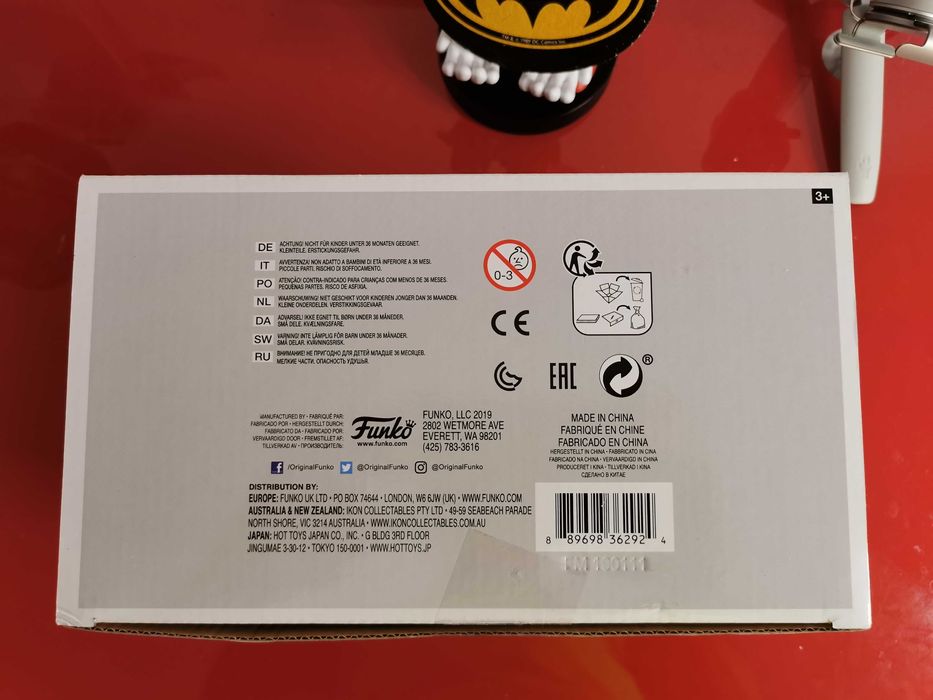 TM & © 1989 DC Comics Inc.
3+
DE ACHTUNG! NICHT FÜR KINDER UNTER 36 MONATEN GEEIGNET.
KLEINTEILE. ERSTICKUNGSGEFAHR.
IT AVVERTENZA! NON ADATTO A BAMBINI DI ETÀ INFERIORE A 36 MESI.
PICCOLE PARTI. RISCHIO DI SOFFOCAMENTO.
PO ATENÇÃO! CONTRA-INDICADO PARA CRIANÇAS COM MENOS DE 36 MESES.
PEQUENAS PARTES. RISCO DE ASFIXIA.
NL WAARSCHUWING! NIET GESCHIKT VOOR KINDEREN JONGER DAN 36 MAANDEN.
KLEINE ONDERDELEN. VERSTIKKINGSGEVAAR.
DA ADVARSEL! IKKE EGNET TIL BØRN UNDER 36 MÅNEDER.
SMÅ DELE. KVÆLNINGSFARE.
SW VARNING! INTE LÄMPLIG FÖR BARN UNDER 36 MÅNADER.
SMÅ DELAR. KVÄVNINGSRISK.
RU ВНИМАНИЕ! НЕ ПРИГОДНО ДЛЯ ДЕТЕЙ МЛАДШЕ 36 МЕСЯЦЕВ.
МЕЛКИЕ ЧАСТИ. ОПАСНОСТЬ УДУШЬЯ.
0-3
CE
EAC
®
MANUFACTURED BY • FABRIQUÉ PAR:
FABRICADO POR • HERGESTELLT DURCH:
FABBRICATO DA • FABRICADO POR:
VERVAARDIGD DOOR • FREMSTILLET AF:
TILLVERKAD AV • ПРОИЗВОДИТЕЛЬ:
Funko
www.funko.com
FUNKO, LLC 2019
2802 WETMORE AVE
EVERETT, WA 98201
(425) 783-3616
/OriginalFunko @OriginalFunko @OriginalFunko
MADE IN CHINA
FABRIQUÉ EN CHINE
FABRICADO EN CHINA
HERGESTELLT IN CHINA • FABBRICATO IN CINA
FABRICADO NA CHINA • VERVAARDIGD IN CHINA
PRODUCERET I KINA • TILLVERKAD I KINA
СДЕЛАНО В КИТАЕ
DISTRIBUTION BY:
EUROPE: FUNKO UK LTD • PO BOX 74644 • LONDON, W6 6JW (UK) • WWW.FUNKO.COM
AUSTRALIA & NEW ZEALAND: IKON COLLECTABLES PTY LTD • 49-59 SEABEACH PARADE
NORTH SHORE, VIC 3214 AUSTRALIA • WWW.IKONCOLLECTABLES.COM.AU
JAPAN: HOT TOYS JAPAN CO., INC. • G BLDG 3RD FLOOR
JINGUMAE 3-30-12 • TOKYO 150-0001 • WWW.HOTTOYS.JP
8 89698 36292 4